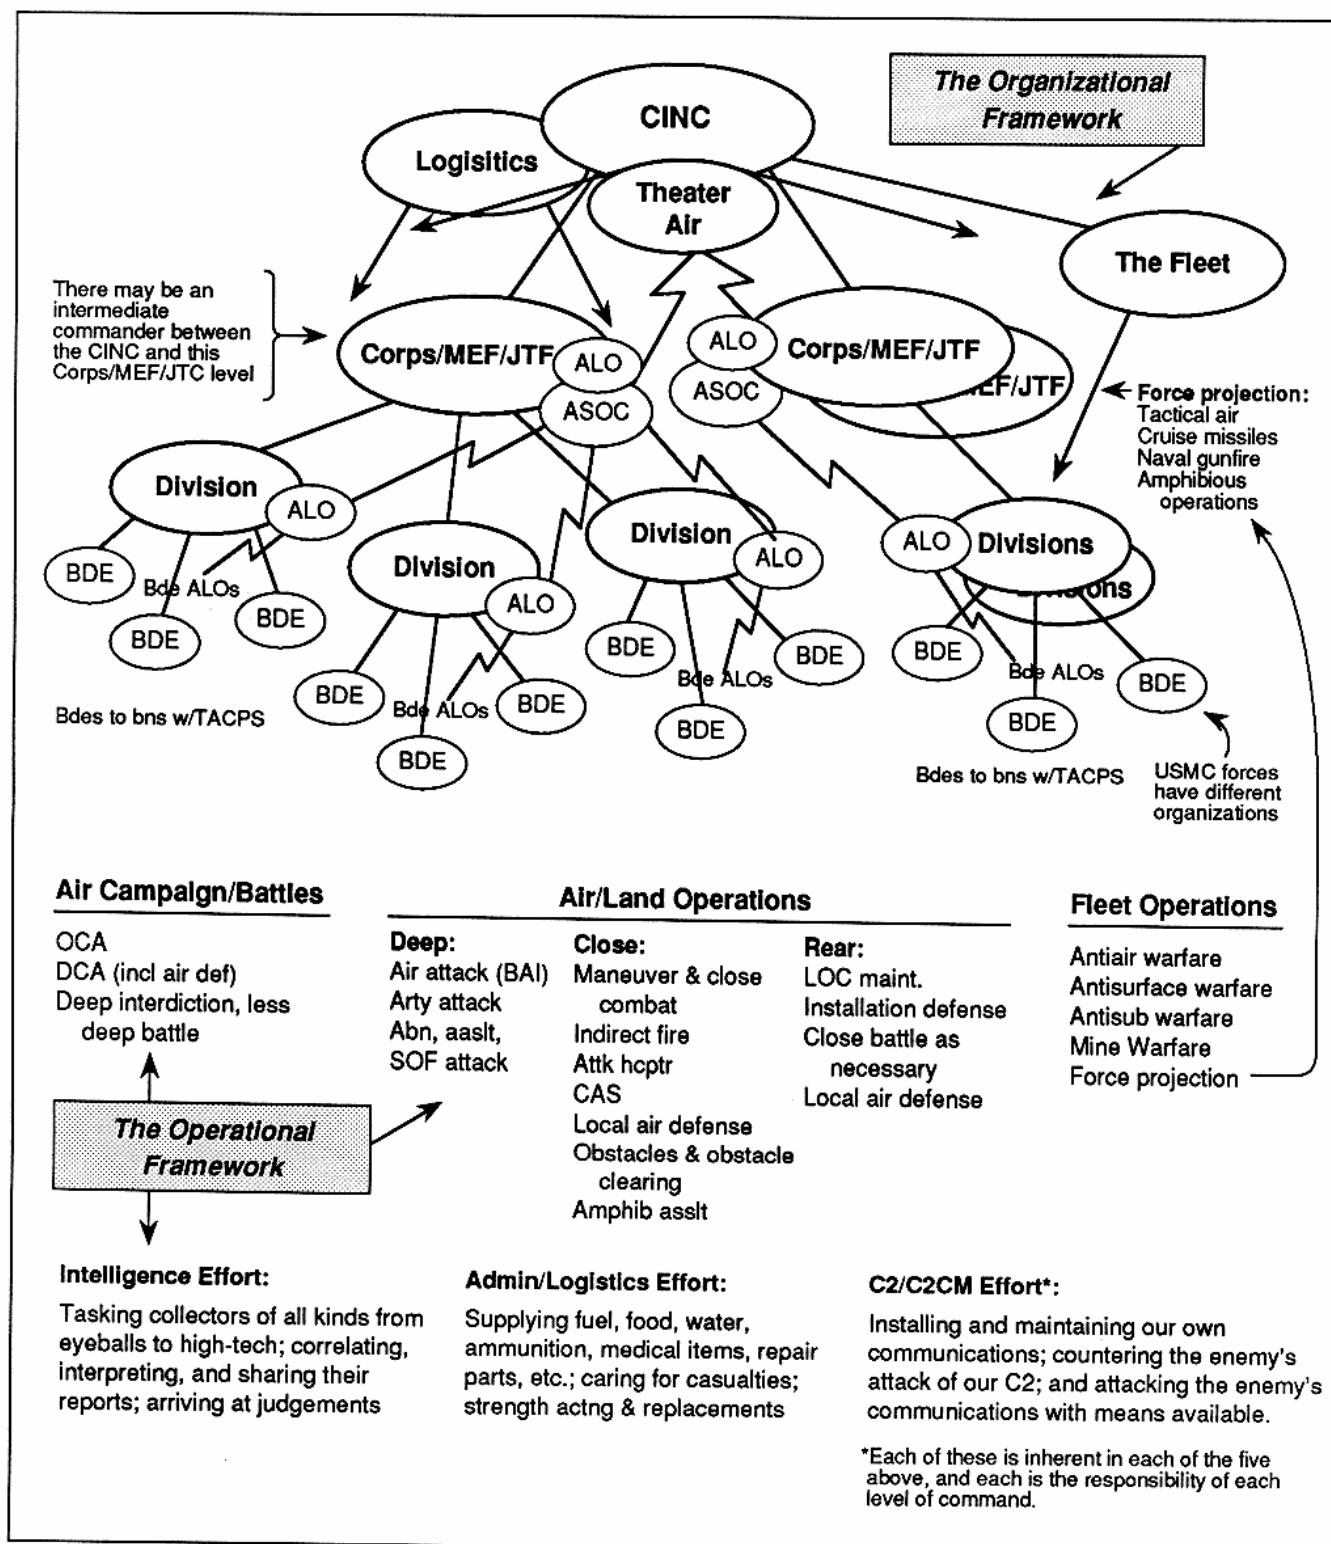 The Organizational
Framework
CINC
Logisitics
Theater
Air
The Fleet
There may be an
intermediate
commander between
the CINC and this
Corps/MEF/JTC level
Corps/MEF/JTF
ALO
ASOC
ALO
ASOC
Corps/MEF/JTF
EF/JTF
Force projection:
Tactical air
Cruise missiles
Naval gunfire
Amphibious
operations
Division
ALO
Division
ALO
Division
ALO
ALO
Divisions
ons
BDE
Bde ALOs
BDE
BDE
BDE
Bde ALOs
BDE
BDE
BDE
Bde ALOs
BDE
BDE
BDE
Bde ALOs
BDE
BDE
Bdes to bns w/TACPS
Bdes to bns w/TACPS
USMC forces
have different
organizations
Air Campaign/Battles
OCA
DCA (incl air def)
Deep interdiction, less
deep battle
Air/Land Operations
Deep:
Air attack (BAI)
Arty attack
Abn, aaslt,
SOF attack
Close:
Maneuver & close
combat
Indirect fire
Attk hcptr
CAS
Local air defense
Obstacles & obstacle
clearing
Amphib asslt
Rear:
LOC maint.
Installation defense
Close battle as
necessary
Local air defense
Fleet Operations
Antiair warfare
Antisurface warfare
Antisub warfare
Mine Warfare
Force projection
The Operational
Framework
Intelligence Effort:
Tasking collectors of all kinds from
eyeballs to high-tech; correlating,
interpreting, and sharing their
reports; arriving at judgements
Admin/Logistics Effort:
Supplying fuel, food, water,
ammunition, medical items, repair
parts, etc.; caring for casualties;
strength actng & replacements
C2/C2CM Effort*:
Installing and maintaining our own
communications; countering the enemy's
attack of our C2; and attacking the enemy's
communications with means available.
*Each of these is inherent in each of the five
above, and each is the responsibility of each
level of command.